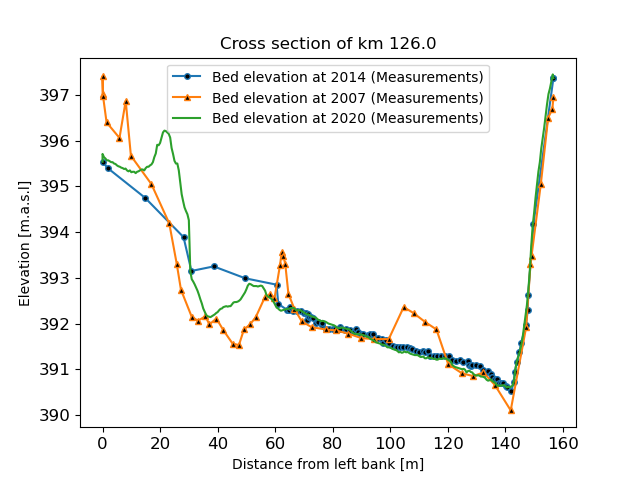 Cross section of km 126.0
Bed elevation at 2014 (Measurements)
Bed elevation at 2007 (Measurements)
Bed elevation at 2020 (Measurements)
397
396
395
394
393
392
391
390
Elevation [m.a.s.l]
0 20 40 60 80 100 120 140 160
Distance from left bank [m]